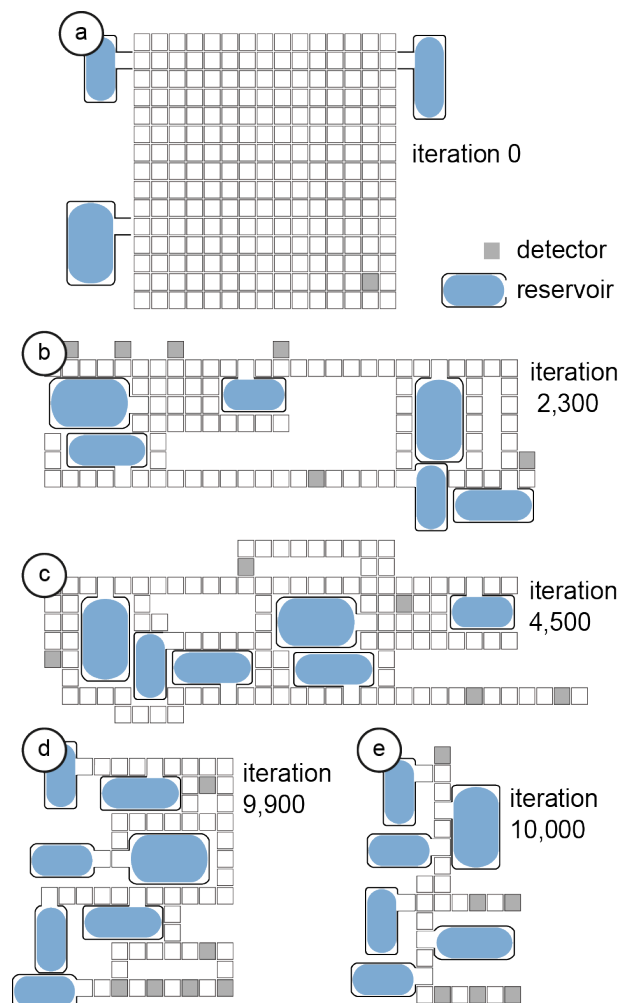 a
iteration 0
detector
reservoir
b
iteration
2,300
c
iteration
4,500
d
iteration
9,900
e
iteration
10,000